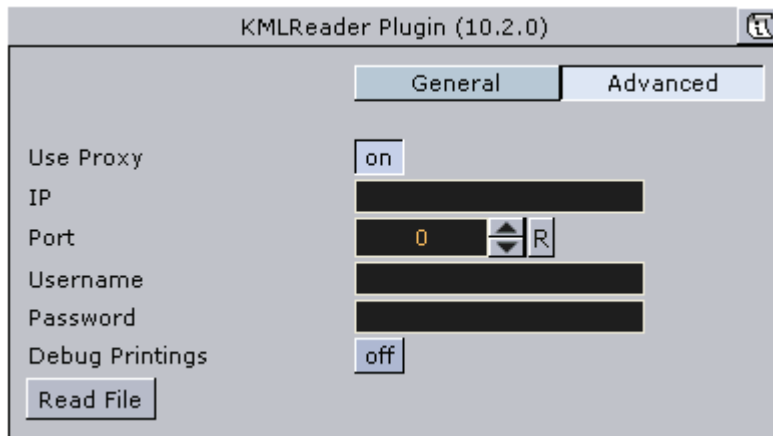 KMLReader Plugin (10.2.0)
General Advanced
Use Proxy on
IP
Port 0 R
Username
Password
Debug Printings off
Read File